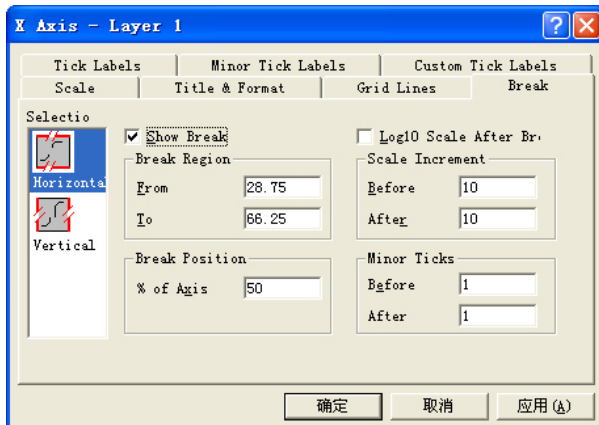 X Axis - Layer 1
Tick Labels
Minor Tick Labels
Custom Tick Labels
Scale
Title & Format
Grid Lines
Break
Selectio
Horizonta
Vertical
Show Break
Log10 Scale After Br
Break Region
From 28.75
To 66.25
Scale Increment
Before 10
After 10
Break Position
% of Axis 50
Minor Ticks
Before 1
After 1
确定
取消
应用(A)